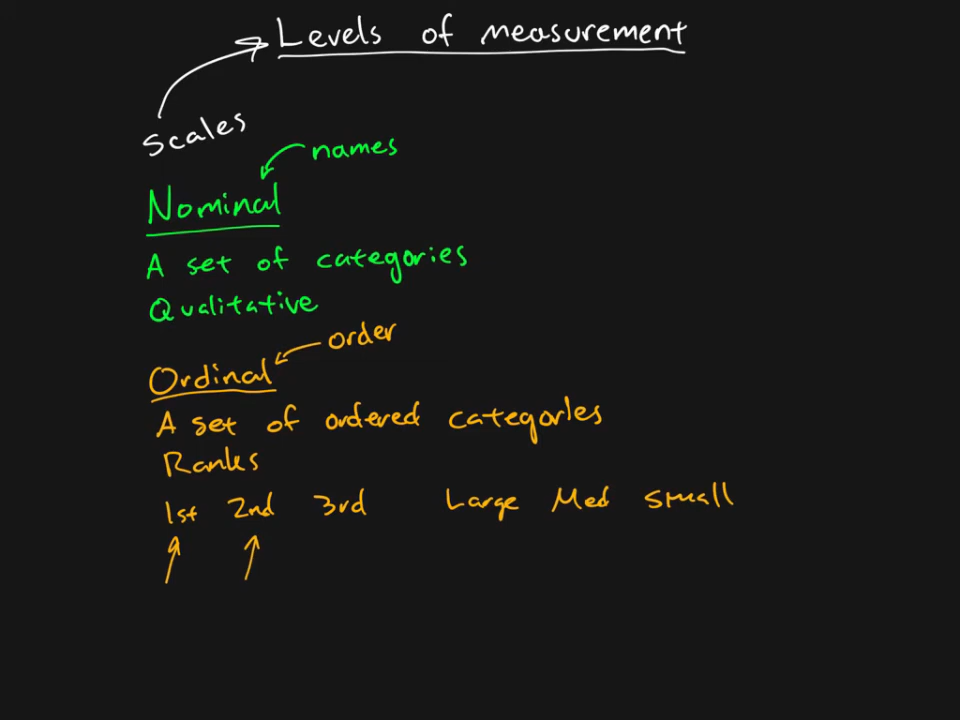 Levels of measurement
Scales
names
Nominal
A set of categories
Qualitative
order
Ordinal
A set of ordered categories
Ranks
1st 2nd 3rd Large Med small